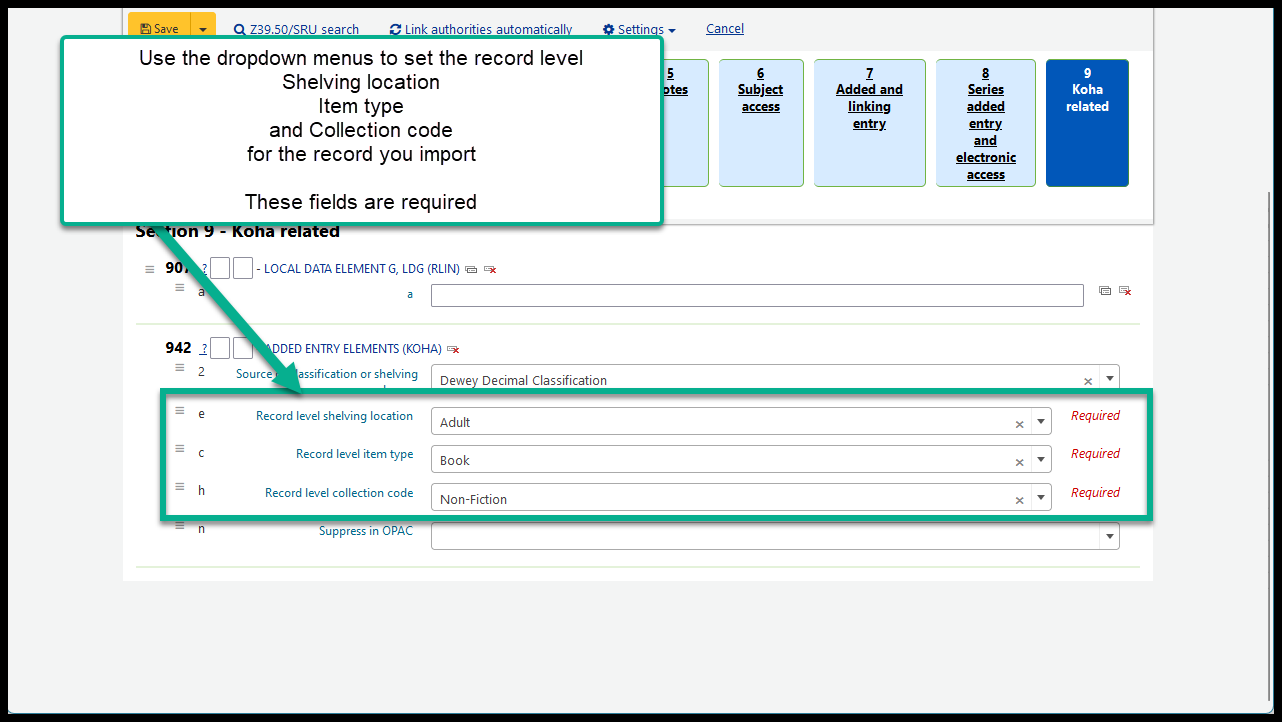 Save
Z39.50/SRU search
Link authorities automatically
Settings
Cancel
Use the dropdown menus to set the record level
Shelving location
Item type
and Collection code
for the record you import
These fields are required
5
otes
6
Subject
access
7
Added and
linking
entry
8
Series
added
entry
and
electronic
access
9
Koha
related
Section 9 - Koha related
907 ? - LOCAL DATA ELEMENT G, LDG (RLIN)
a a
942 ? ADDED ENTRY ELEMENTS (KOHA)
2 Source classification or shelving Dewey Decimal Classification
e Record level shelving location Adult Required
c Record level item type Book Required
h Record level collection code Non-Fiction Required
n Suppress in OPAC